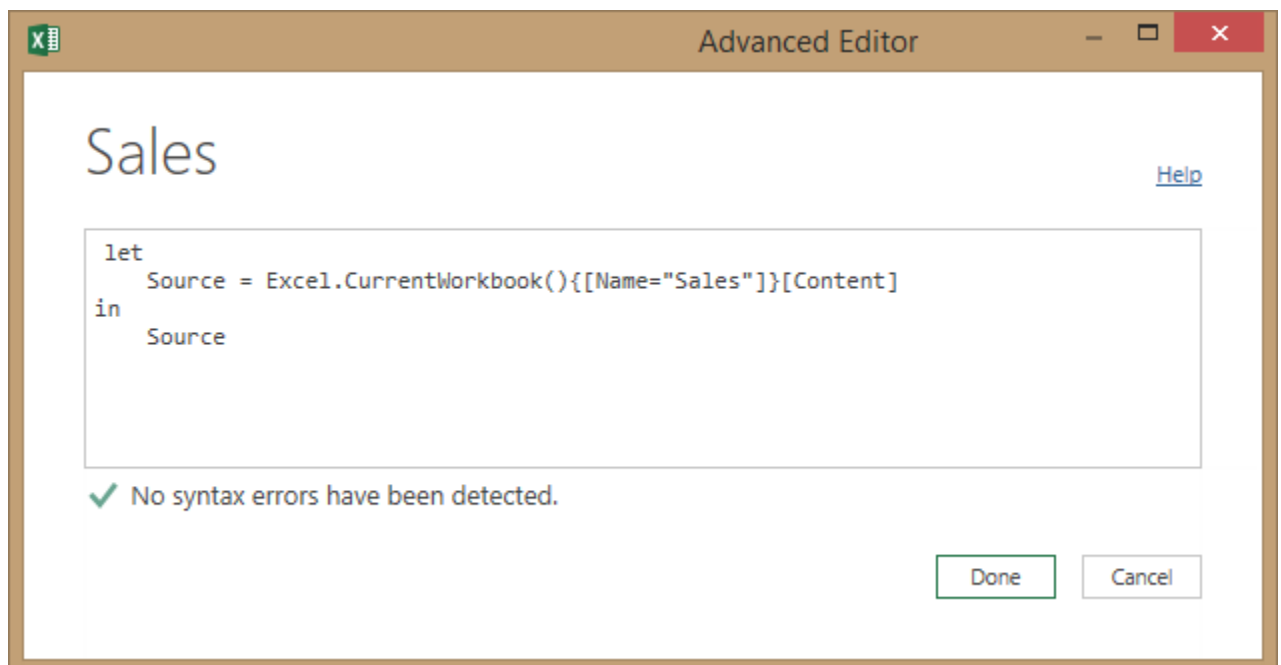 Advanced Editor
Sales
Help
let
Source = Excel.CurrentWorkbook(){[Name="Sales"]}[Content]
in
Source
No syntax errors have been detected.
Done Cancel